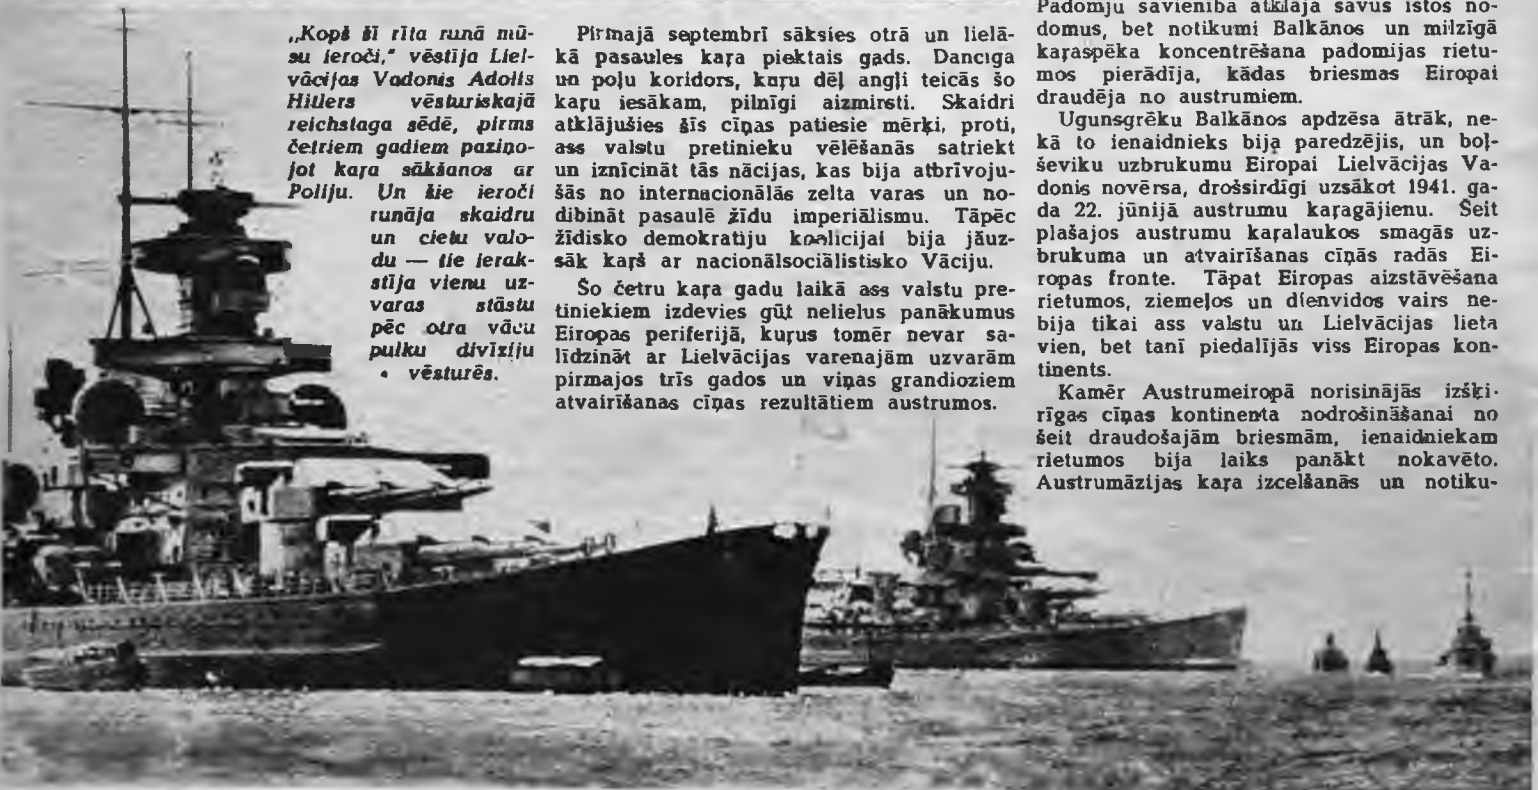 „Kopš šī rīta runā mū-
su ieroči,“ vēstīja Liel-
vācijas Vadonis Adolfs
Hitlers vēsturiskajā
reichstaga sēdē, pirms
četriem gadiem paziņo-
jot kaŗa sākšanos ar
Poliju. Un šie ieroči
runāja skaidru
un cietu valo-
du — tie ierak-
stīja vienu uz-
varas stāstu
pēc otra vācu
pulku divīziju
vēsturēs.
Pirmajā septembrī sāksies otrā un lielā-
kā pasaules kaŗa piektais gads. Danciga
un poļu koridors, kuŗu dēļ angļi teicās šo
kaŗu iesākam, pilnīgi aizmirsti. Skaidri
atklājušies šīs cīņas patiesie mērķi, proti,
ass valstu pretinieku vēlēšanās satriekt
un iznīcināt tās nācijas, kas bija atbrīvoju-
šās no internacionālās zelta varas un no-
dibināt pasaulē žīdu imperiālismu. Tāpēc
žīdisko demokratiju koalicijai bija jāuz-
sāk kaŗš ar nacionālsociālistisko Vāciju.
Šo četru kaŗa gadu laikā ass valstu pre-
tiniekiem izdevies gūt nelielus panākumus
Eiropas periferijā, kuŗus tomēr nevar sa-
līdzināt ar Lielvācijas varenajām uzvarām
pirmajos trīs gados un viņas grandioziem
atvairīšanas cīņas rezultātiem austrumos.
Padomju savienība atklāja savus īstos no-
domus, bet notikumi Balkānos un milzīgā
kaŗaspēka koncentrēšana padomijas rietu-
mos pierādīja, kādas briesmas Eiropai
draudēja no austrumiem.
Ugunsgrēku Balkānos apdzēsa ātrāk, ne-
kā to ienaidnieks bija paredzējis, un boļ-
ševiku uzbrukumu Eiropai Lielvācijas Va-
donis novērsa, drošsirdīgi uzsākot 1941. ga-
da 22. jūnijā austrumu kaŗagājienu. Šeit
plašajos austrumu kaŗalaukos smagās uz-
brukuma un atvairīšanas cīņās radās Ei-
ropas fronte. Tāpat Eiropas aizstāvēšana
rietumos, ziemeļos un dienvidos vairs ne-
bija tikai ass valstu un Lielvācijas lieta
vien, bet tanī piedalījās viss Eiropas kon-
tinents.
Kamēr Austrumeiropā norisinājās izšķi-
rīgas cīņas kontinenta nodrošināšanai no
šeit draudošajām briesmām, ienaidniekam
rietumos bija laiks panākt nokavēto.
Austrumāzijas kaŗa izcelšanās un notiku-